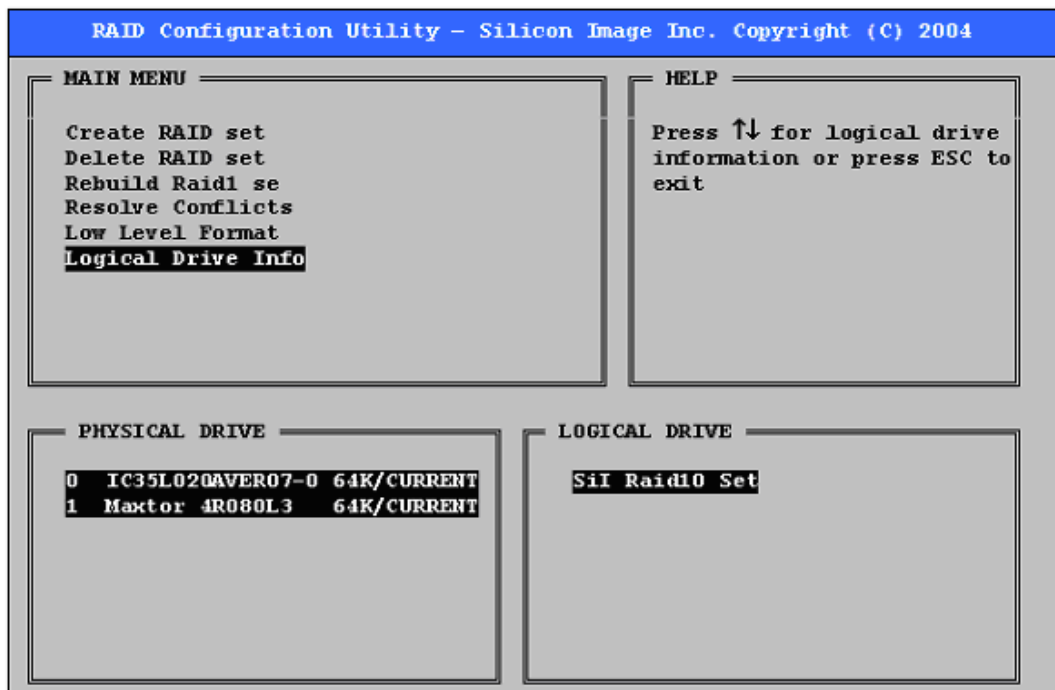 RAID Configuration Utility – Silicon Image Inc. Copyright (C) 2004
MAIN MENU
Create RAID set
Delete RAID set
Rebuild Raid1 se
Resolve Conflicts
Low Level Format
Logical Drive Info
HELP
Press ↑↓ for logical drive
information or press ESC to
exit
PHYSICAL DRIVE
0 IC35L020AVER07-0 64K/CURRENT
1 Maxtor 4R080L3 64K/CURRENT
LOGICAL DRIVE
SiI Raid10 Set